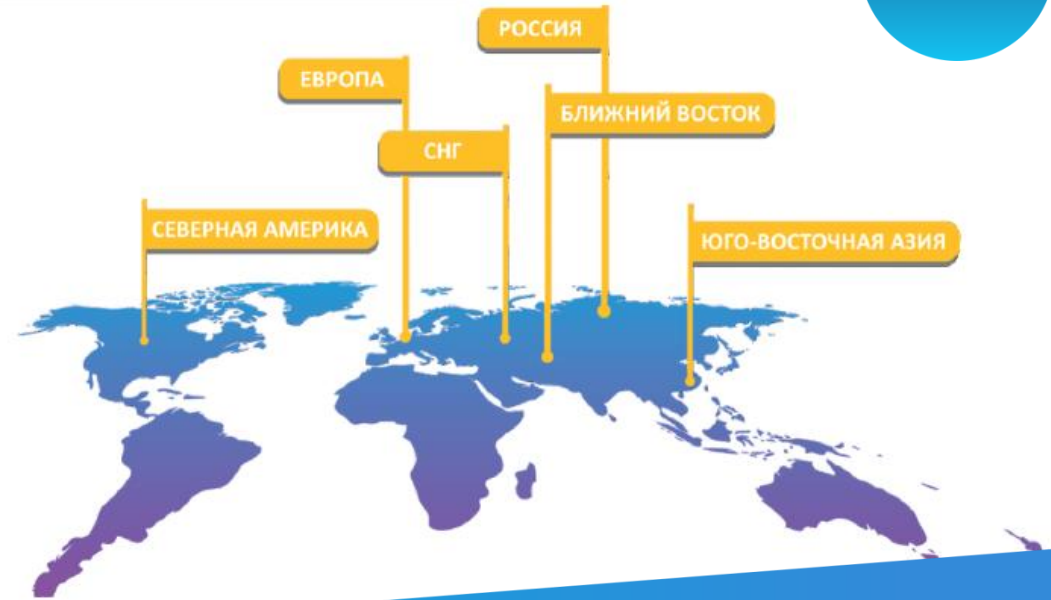 РОССИЯ
ЕВРОПА
БЛИЖНИЙ ВОСТОК
СНГ
СЕВЕРНАЯ АМЕРИКА
ЮГО-ВОСТОЧНАЯ АЗИЯ